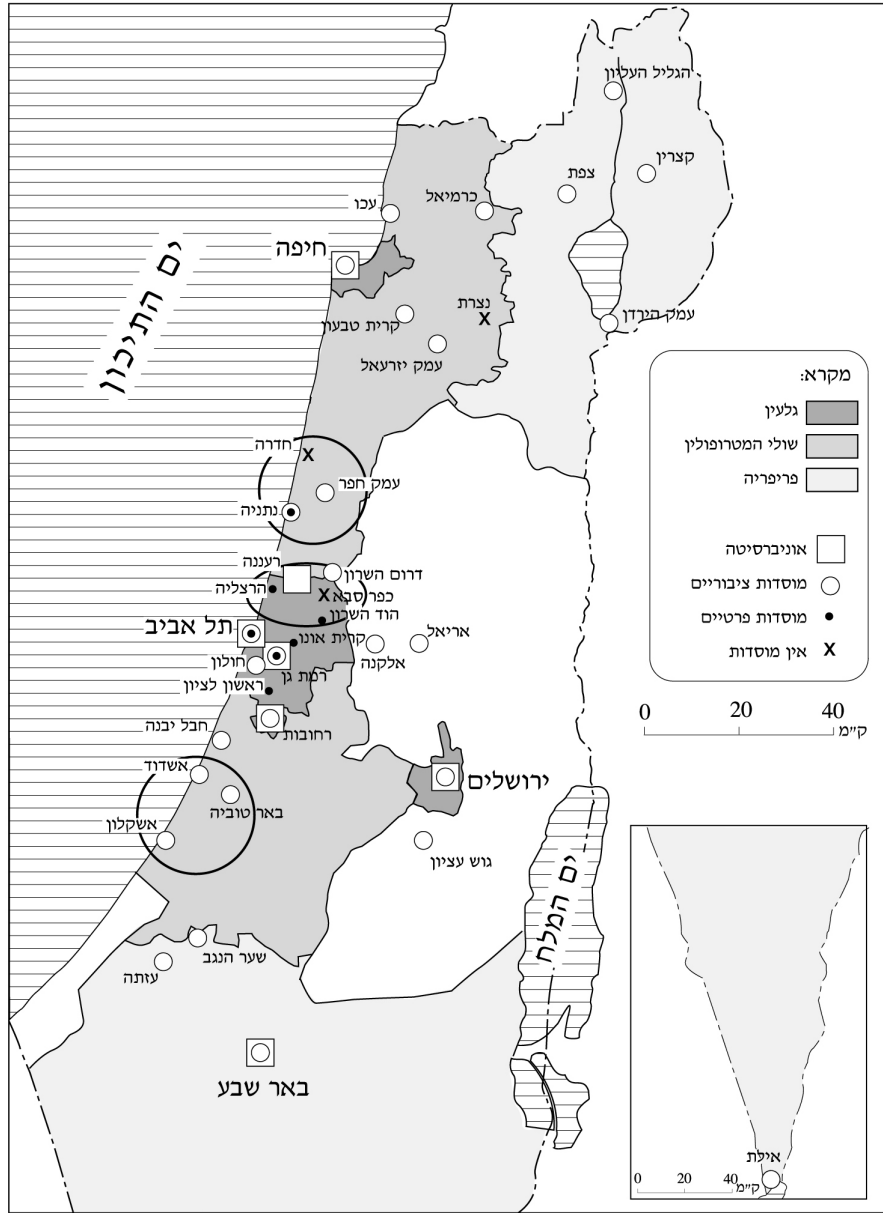 הגליל העליון
קצרין
צפת
כרמיאל
עכו
חיפה
ים התיכון
נצרת
קרית טבעון
עמק הירדן
עמק יזרעאל
מקרא:
גלעין
שולי המטרופולין
פריפריה
אוניברסיטה
מוסדות ציבוריים
מוסדות פרטיים
X אין מוסדות
0 20 40
ק״מ
חדרה
עמק חפר
נתניה
רעננה
דרום השרון
הרצליה
כפר סבא
הוד השרון
תל אביב
קרית אונו
אריאל
אלקנה
חולון
רמת גן
ראשון לציון
רחובות
חבל יבנה
אשדוד
ירושלים
באר טוביה
אשקלון
גוש עציון
ים המלח
שער הנגב
עזתה
באר שבע
אילת
0 20 40
ק״מ